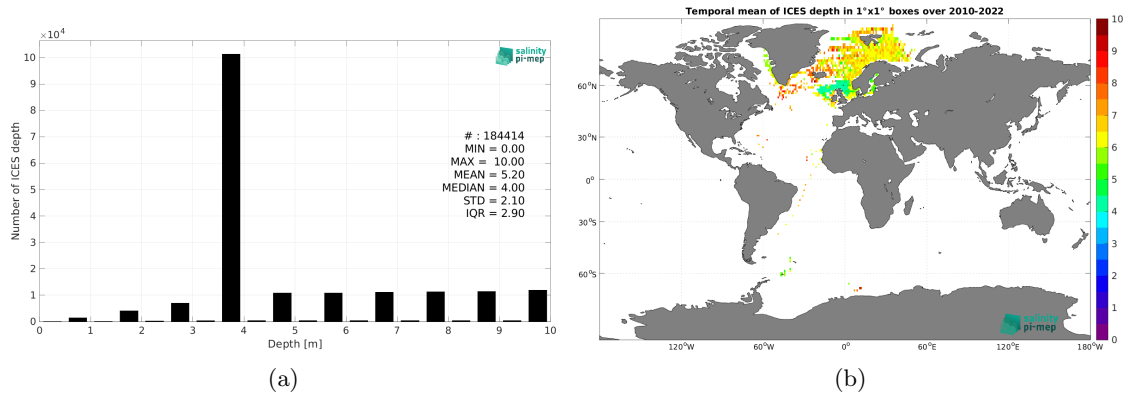 ×10⁴
10
9
8
7
6
5
4
3
2
1
0
Number of ICES depth
0 1 2 3 4 5 6 7 8 9 10
Depth [m]
salinity
pi-mep
# : 184414
MIN = 0.00
MAX = 10.00
MEAN = 5.20
MEDIAN = 4.00
STD = 2.10
IQR = 2.90
(a)
Temporal mean of ICES depth in 1°x1° boxes over 2010-2022
60°N
30°N
0°
30°S
60°S
120°W 60°W 0° 60°E 120°E 180°W
salinity
pi-mep
10
9
8
7
6
5
4
3
2
1
0
(b)